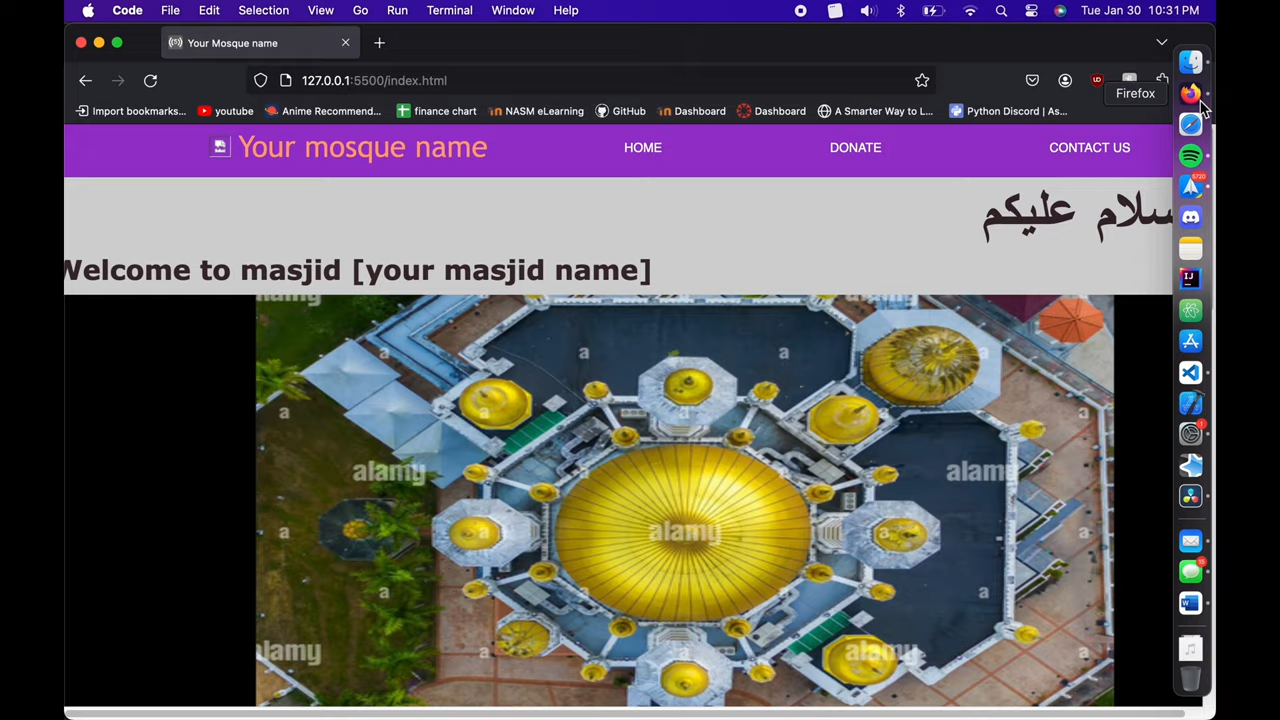 Code File Edit Selection View Go Run Terminal Window Help Tue Jan 30 10:31 PM
Your Mosque name
127.0.0.1:5500/index.html
Firefox
Import bookmarks... youtube Anime Recommend... finance chart NASM eLearning GitHub Dashboard Dashboard A Smarter Way to L... Python Discord | As...
Your mosque name HOME DONATE CONTACT US
سلام عليكم
Welcome to masjid [your masjid name]
a a a
a a a a
alamy alamy
a a a a
alamy
a a
alamy alamy
a a
5720
1
15